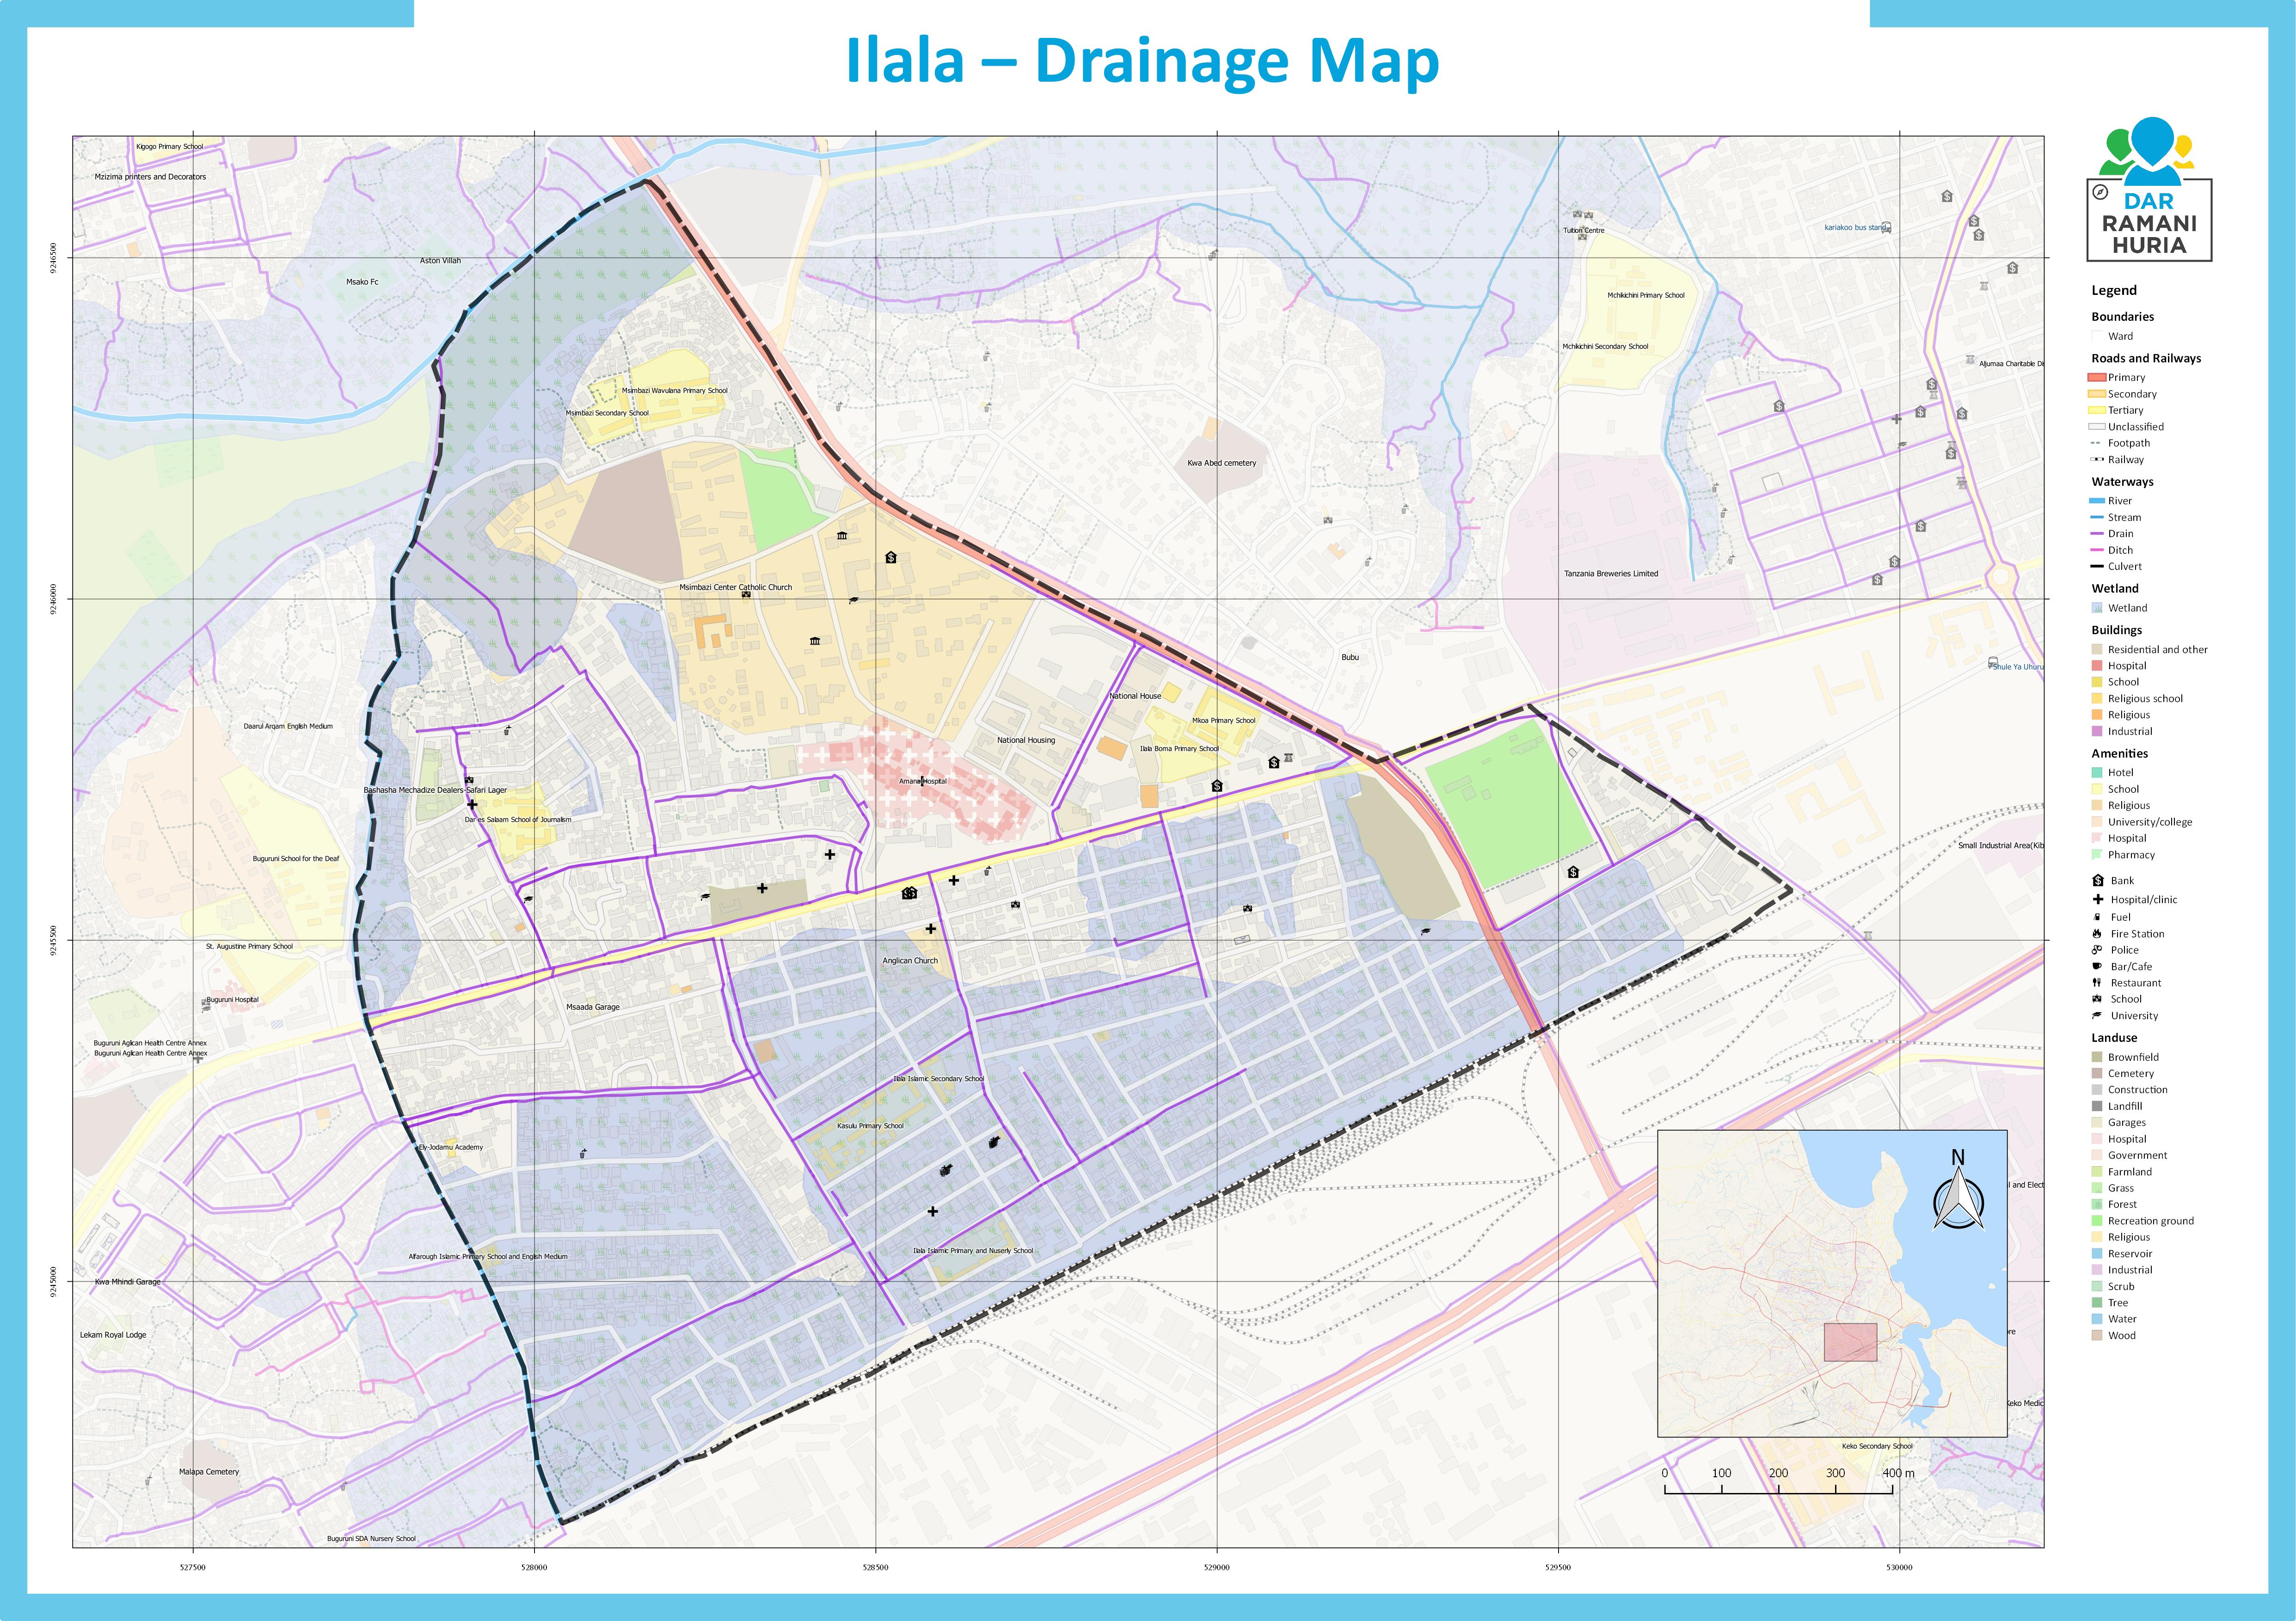 Ilala – Drainage Map
Kigogo Primary School
Mzizima printers and Decorators
Aston Villah
Msako Fc
Tuition Centre
kariakoo bus stand
Mchikichini Primary School
Mchikichini Secondary School
Aljumaa Charitable Di
Msimbazi Wavulana Primary School
Msimbazi Secondary School
Kwa Abed cemetery
Msimbazi Center Catholic Church
Tanzania Breweries Limited
Bubu
Shule Ya Uhuru
National House
Daarul Arqam English Medium
Mkoa Primary School
National Housing
Ilala Boma Primary School
Amana Hospital
Bashasha Mechadize Dealers-Safari Lager
Dar es Salaam School of Journalism
Buguruni School for the Deaf
Small Industrial Area(Kib
St. Augustine Primary School
Anglican Church
Buguruni Hospital
Msaada Garage
Buguruni Aglican Health Centre Annex
Buguruni Aglican Health Centre Annex
Ilala Islamic Secondary School
Kasulu Primary School
Ely-Jodamu Academy
l and Elect
Ilala Islamic Primary and Nuserly School
Alfarough Islamic Primary School and English Medium
Kwa Mhindi Garage
Lekam Royal Lodge
Keko Medic
Keko Secondary School
Malapa Cemetery
Buguruni SDA Nursery School
9246500
9246000
9245500
9245000
527500
528000
528500
529000
529500
530000
N
0 100 200 300 400 m
DAR
RAMANI
HURIA
Legend
Boundaries
Ward
Roads and Railways
Primary
Secondary
Tertiary
Unclassified
Footpath
Railway
Waterways
River
Stream
Drain
Ditch
Culvert
Wetland
Wetland
Buildings
Residential and other
Hospital
School
Religious school
Religious
Industrial
Amenities
Hotel
School
Religious
University/college
Hospital
Pharmacy
Bank
Hospital/clinic
Fuel
Fire Station
Police
Bar/Cafe
Restaurant
School
University
Landuse
Brownfield
Cemetery
Construction
Landfill
Garages
Hospital
Government
Farmland
Grass
Forest
Recreation ground
Religious
Reservoir
Industrial
Scrub
Tree
Water
Wood